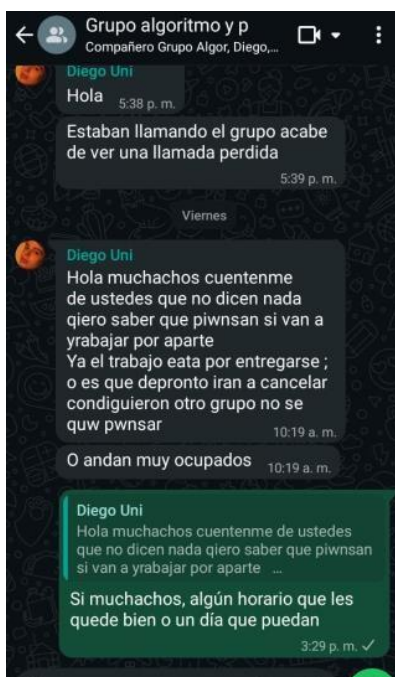 Grupo algoritmo y p
Compañero Grupo Algor, Diego,...
Diego Uni
Hola
5:38 p. m.
Estaban llamando el grupo acabe
de ver una llamada perdida
5:39 p. m.
Viernes
Diego Uni
Hola muchachos cuentenme
de ustedes que no dicen nada
qiero saber que piwnsan si van a
yrabajar por aparte
Ya el trabajo eata por entregarse ;
o es que depronto iran a cancelar
condiguieron otro grupo no se
quw pwnsar
10:19 a. m.
O andan muy ocupados
10:19 a. m.
Diego Uni
Hola muchachos cuentenme de ustedes
que no dicen nada qiero saber que piwnsan
si van a yrabajar por aparte ...
Si muchachos, algún horario que les
quede bien o un día que puedan
3:29 p. m.